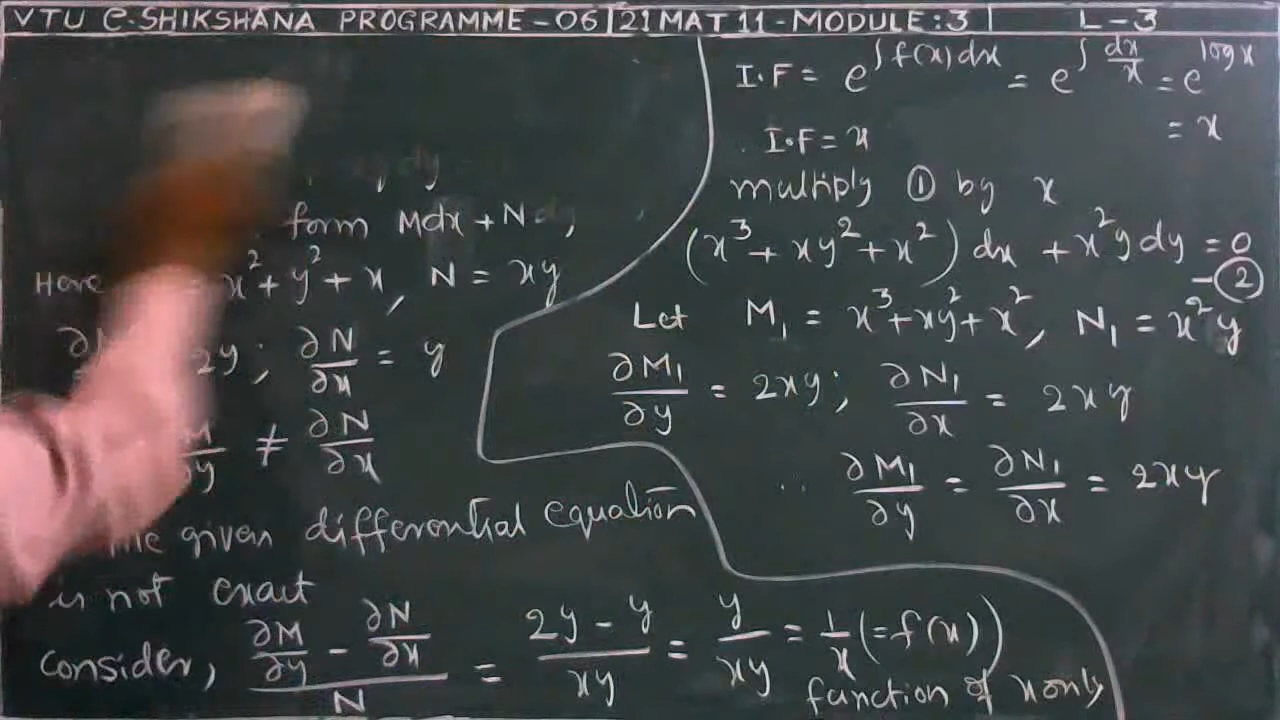 VTU e-SHIKSHANA PROGRAMME-06 | 21MAT11-MODULE:3 | L-3
dy
form Mdx + Nd
Here = x² + y² + x, N = xy
2y; ∂N/∂x = y
∂y ≠ ∂N/∂x
given differential equation
is not exact
Consider, (∂M/∂y - ∂N/∂x)/N = (2y - y)/xy = y/xy = 1/x (= f(x))
function of x only
I.F = e^∫f(x)dx = e^∫dx/x = e^log x
= x
I.F = x
multiply ① by x
(x³ + xy² + x²) dx + x²y dy = 0
- ②
Let M₁ = x³ + xy² + x², N₁ = x²y
∂M₁/∂y = 2xy; ∂N₁/∂x = 2xy
∴ ∂M₁/∂y = ∂N₁/∂x = 2xy